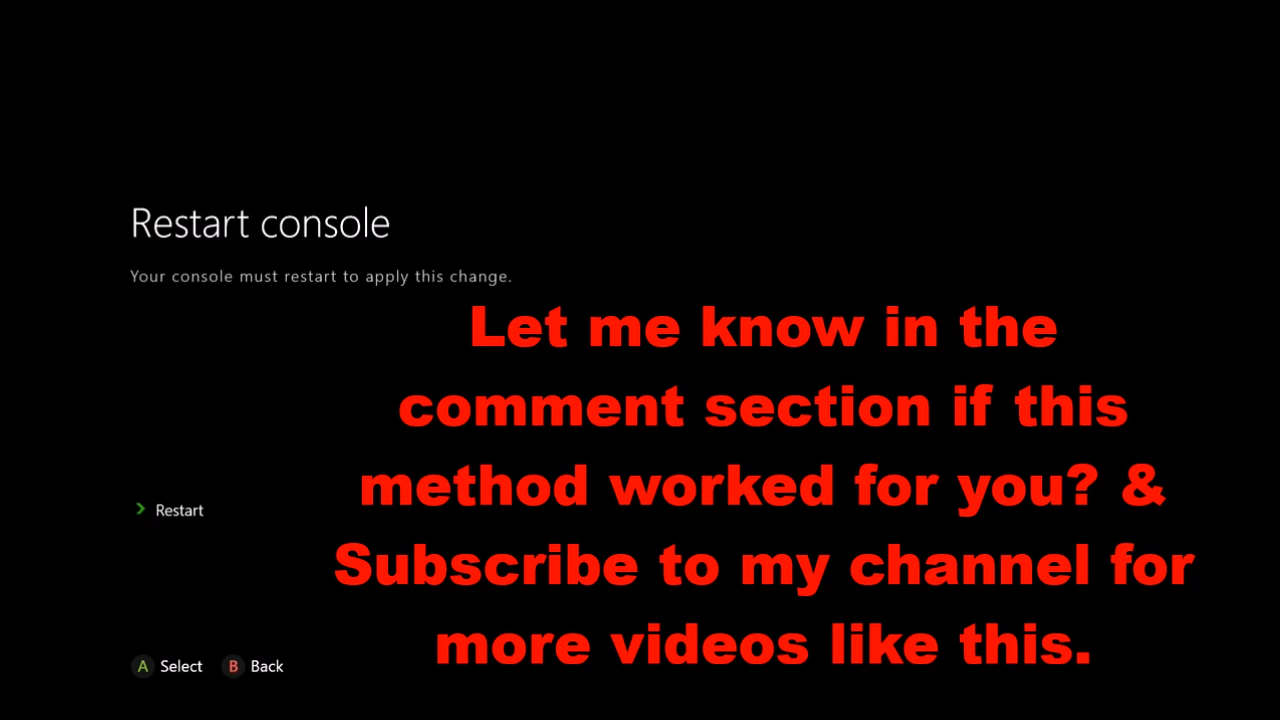 Restart console
Your console must restart to apply this change.
Let me know in the
comment section if this
method worked for you? &
Subscribe to my channel for
more videos like this.
Restart
A Select B Back